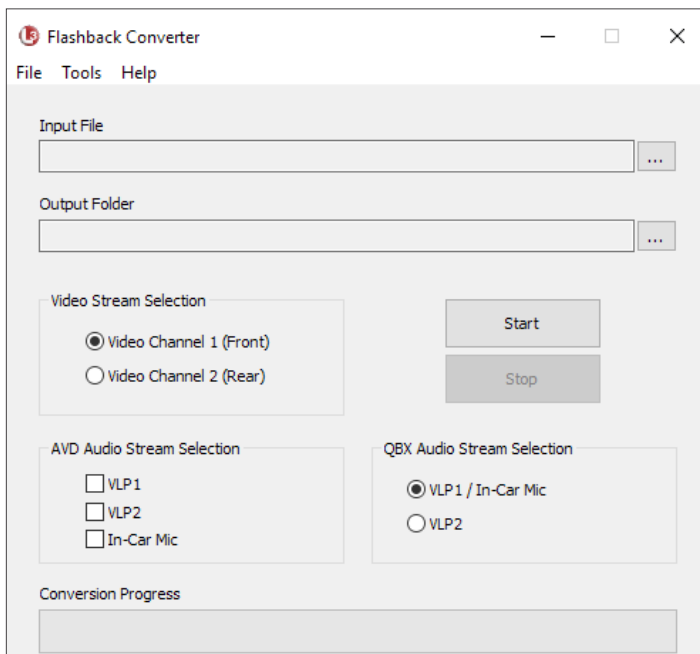 L3 Flashback Converter
File Tools Help
Input File
...
Output Folder
...
Video Stream Selection
Video Channel 1 (Front)
Video Channel 2 (Rear)
Start
Stop
AVD Audio Stream Selection
VLP1
VLP2
In-Car Mic
QBX Audio Stream Selection
VLP1 / In-Car Mic
VLP2
Conversion Progress